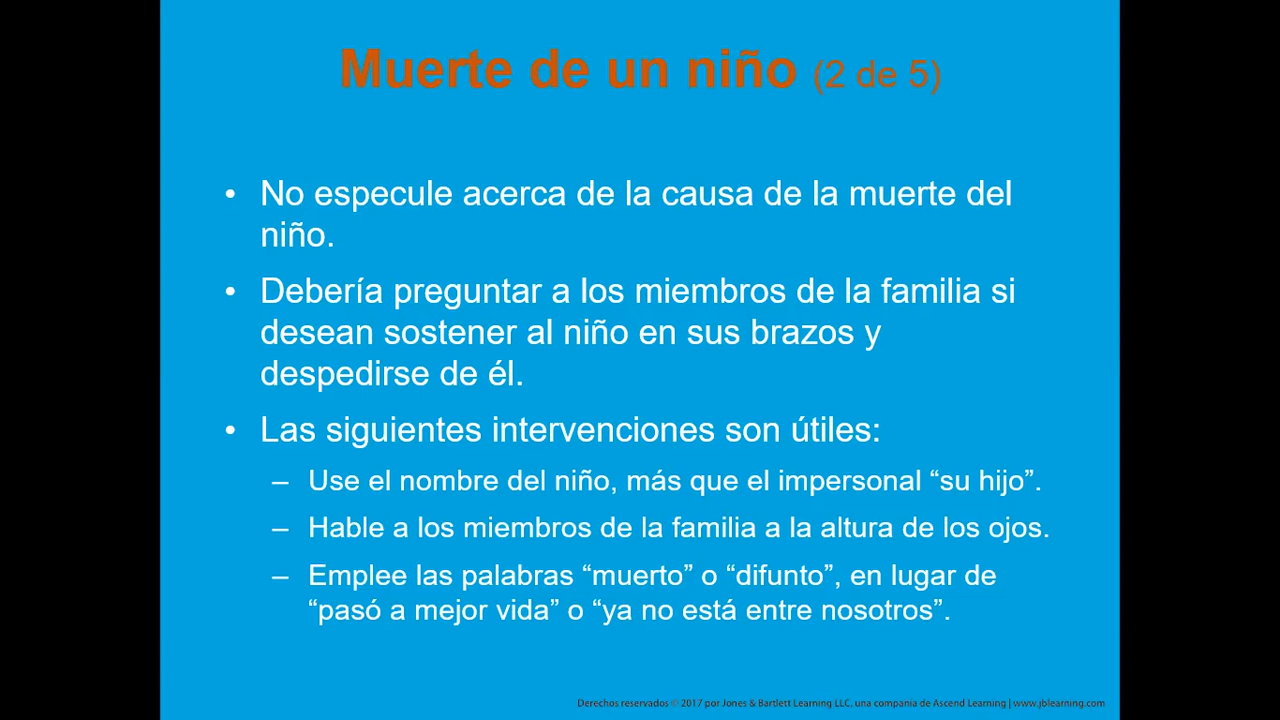 Muerte de un niño (2 de 5)
• No especule acerca de la causa de la muerte del
niño.
• Debería preguntar a los miembros de la familia si
desean sostener al niño en sus brazos y
despedirse de él.
• Las siguientes intervenciones son útiles:
– Use el nombre del niño, más que el impersonal “su hijo”.
– Hable a los miembros de la familia a la altura de los ojos.
– Emplee las palabras “muerto” o “difunto”, en lugar de
“pasó a mejor vida” o “ya no está entre nosotros”.
Derechos reservados © 2017 por Jones & Bartlett Learning LLC, una compania de Ascend Learning | www.jblearning.com